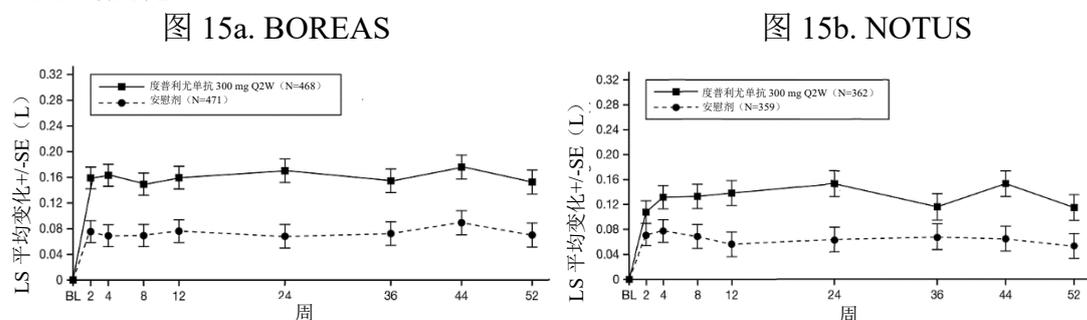 图 15a. BOREAS
LS 平均变化+/-SE（L）
0.32
0.28
0.24
0.20
0.16
0.12
0.08
0.04
0
度普利尤单抗 300 mg Q2W（N=468）
安慰剂（N=471）
BL 2 4 8 12 24 36 44 52
周
图 15b. NOTUS
LS 平均变化+/-SE（L）
0.32
0.28
0.24
0.20
0.16
0.12
0.08
0.04
0
度普利尤单抗 300 mg Q2W（N=362）
安慰剂（N=359）
BL 2 4 8 12 24 36 44 52
周